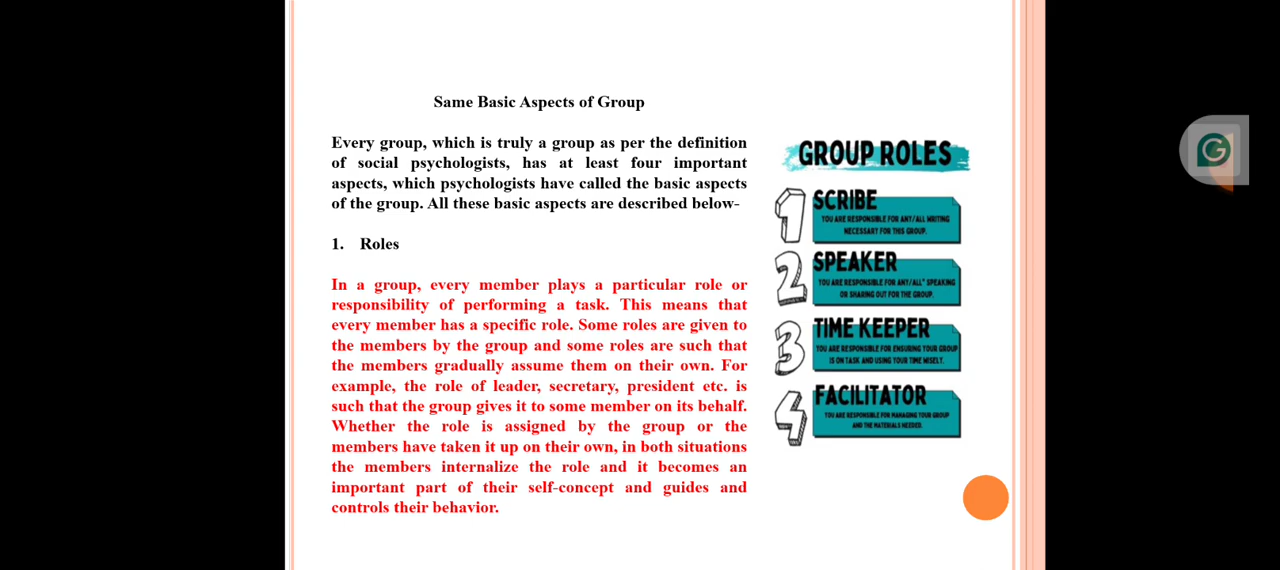 Same Basic Aspects of Group
Every group, which is truly a group as per the definition
of social psychologists, has at least four important
aspects, which psychologists have called the basic aspects
of the group. All these basic aspects are described below-
1. Roles
In a group, every member plays a particular role or
responsibility of performing a task. This means that
every member has a specific role. Some roles are given to
the members by the group and some roles are such that
the members gradually assume them on their own. For
example, the role of leader, secretary, president etc. is
such that the group gives it to some member on its behalf.
Whether the role is assigned by the group or the
members have taken it up on their own, in both situations
the members internalize the role and it becomes an
important part of their self-concept and guides and
controls their behavior.
GROUP ROLES
1 SCRIBE
YOU ARE RESPONSIBLE FOR ANY/ALL WRITING
NECESSARY FOR THIS GROUP.
2 SPEAKER
YOU ARE RESPONSIBLE FOR ANY/ALL* SPEAKING
OR SHARING OUT FOR THE GROUP.
3 TIME KEEPER
YOU ARE RESPONSIBLE FOR ENSURING YOUR GROUP
IS ON TASK AND USING YOUR TIME WISELY.
4 FACILITATOR
YOU ARE RESPONSIBLE FOR MANAGING YOUR GROUP
AND THE MATERIALS NEEDED.
G